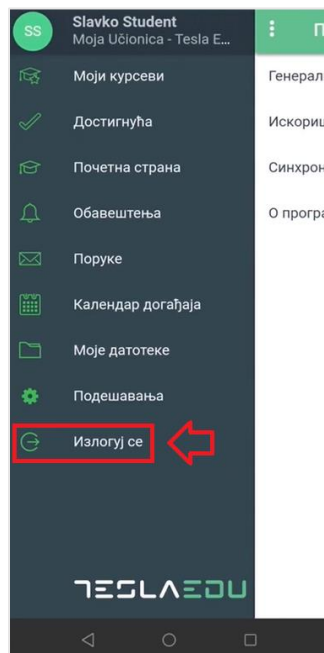 SS
Slavko Student
Moja Učionica - Tesla E...
Моји курсеви
Достигнућа
Почетна страна
Обавештења
Поруке
Календар догађаја
Моје датотеке
Подешавања
Излогуј се
TESLAEDU
П
Генерал
Искориш
Синхрон
О програ